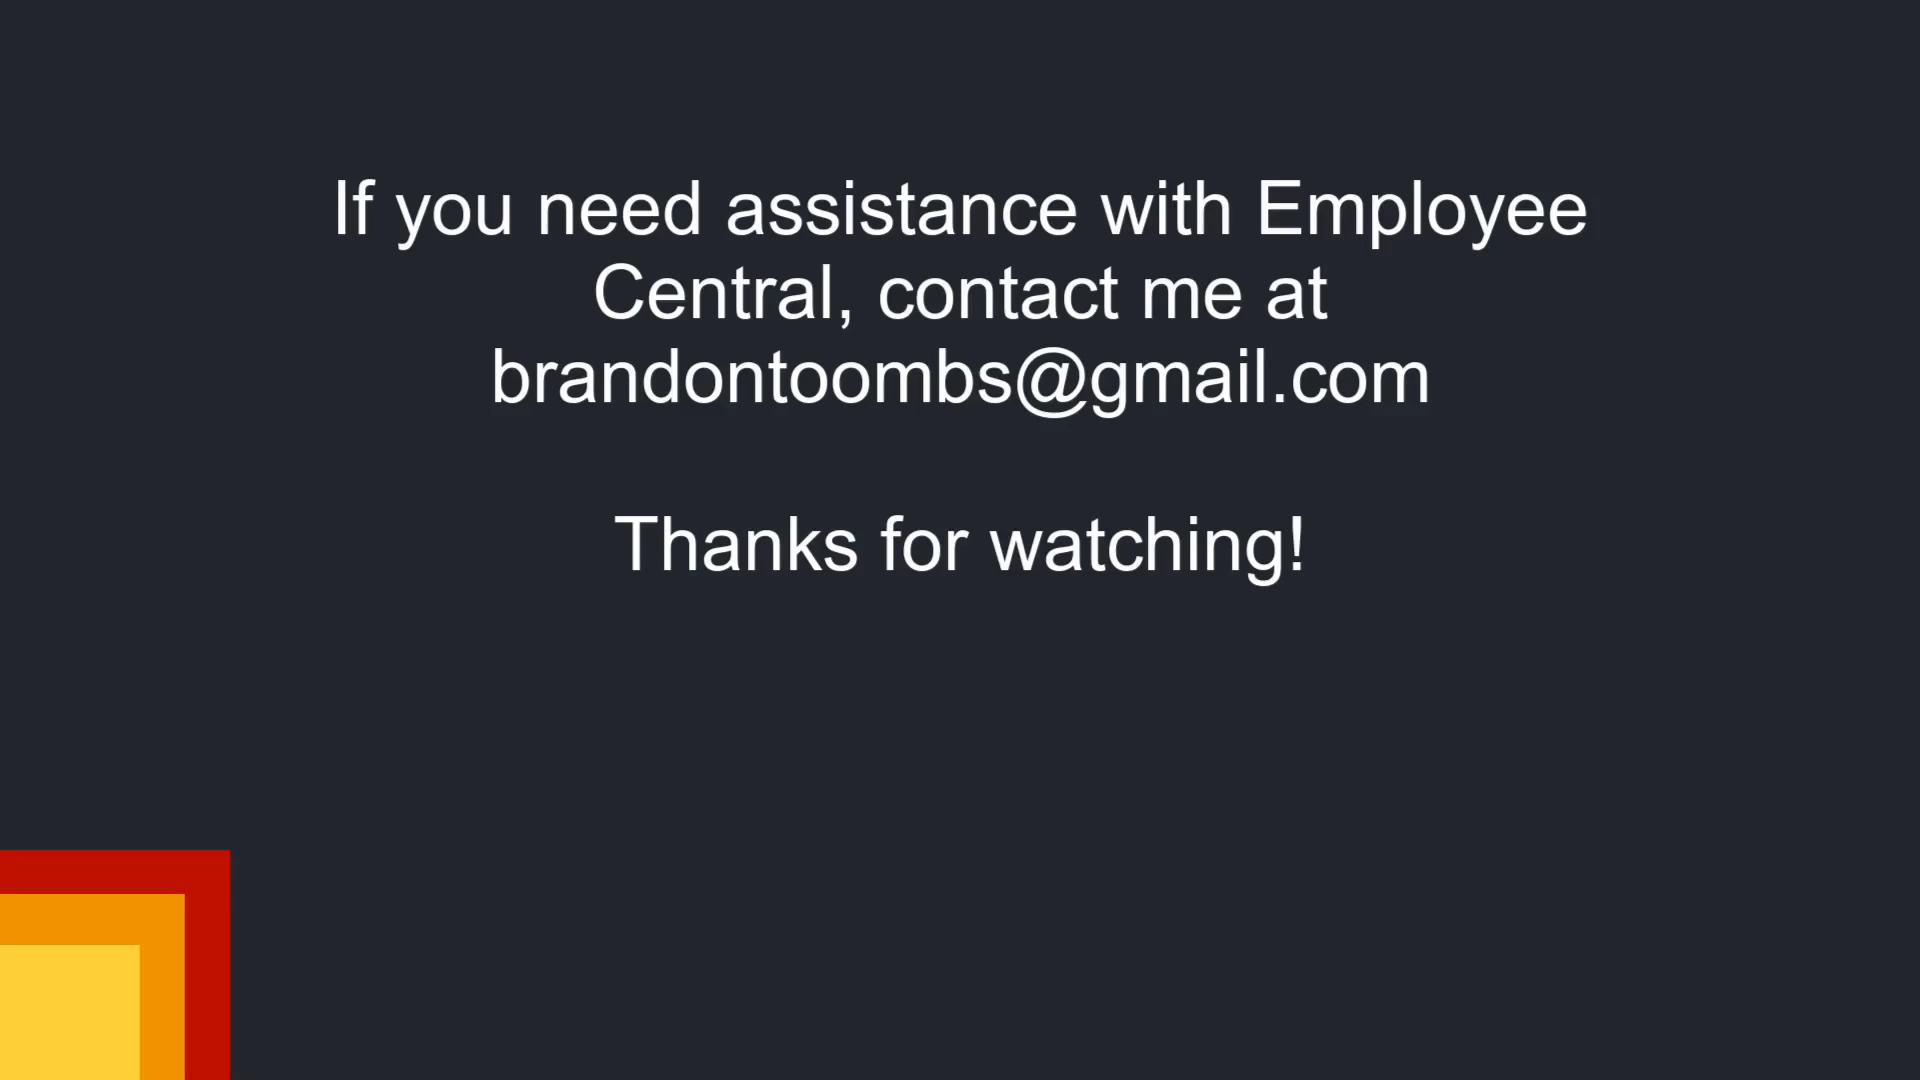 If you need assistance with Employee
Central, contact me at
brandontoombs@gmail.com
Thanks for watching!